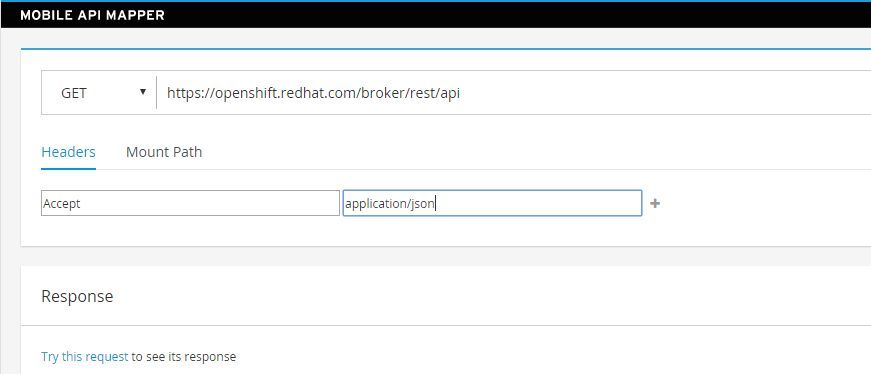 MOBILE API MAPPER
GET https://openshift.redhat.com/broker/rest/api
Headers Mount Path
Accept application/json +
Response
Try this request to see its response